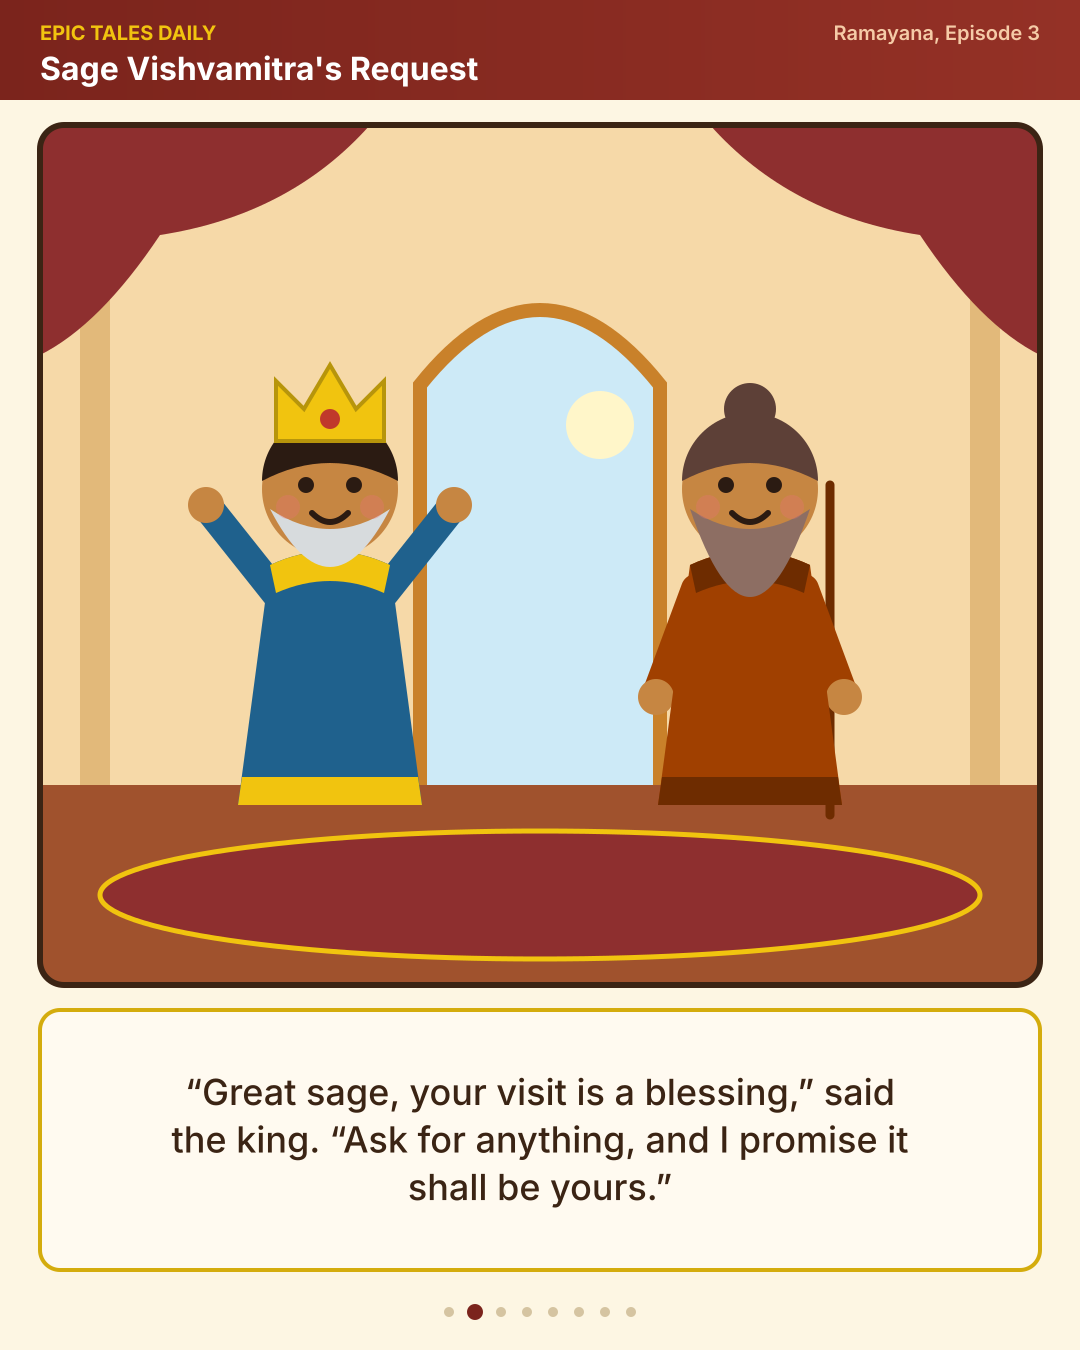 EPIC TALES DAILY
Ramayana, Episode 3
Sage Vishvamitra's Request
“Great sage, your visit is a blessing,” said
the king. “Ask for anything, and I promise it
shall be yours.”